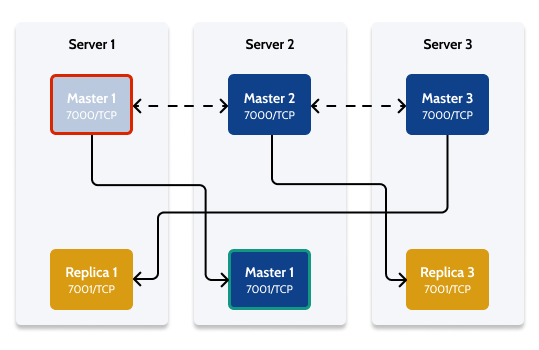 Server 1
Server 2
Server 3
Master 1
7000/TCP
Master 2
7000/TCP
Master 3
7000/TCP
Replica 1
7001/TCP
Master 1
7001/TCP
Replica 3
7001/TCP